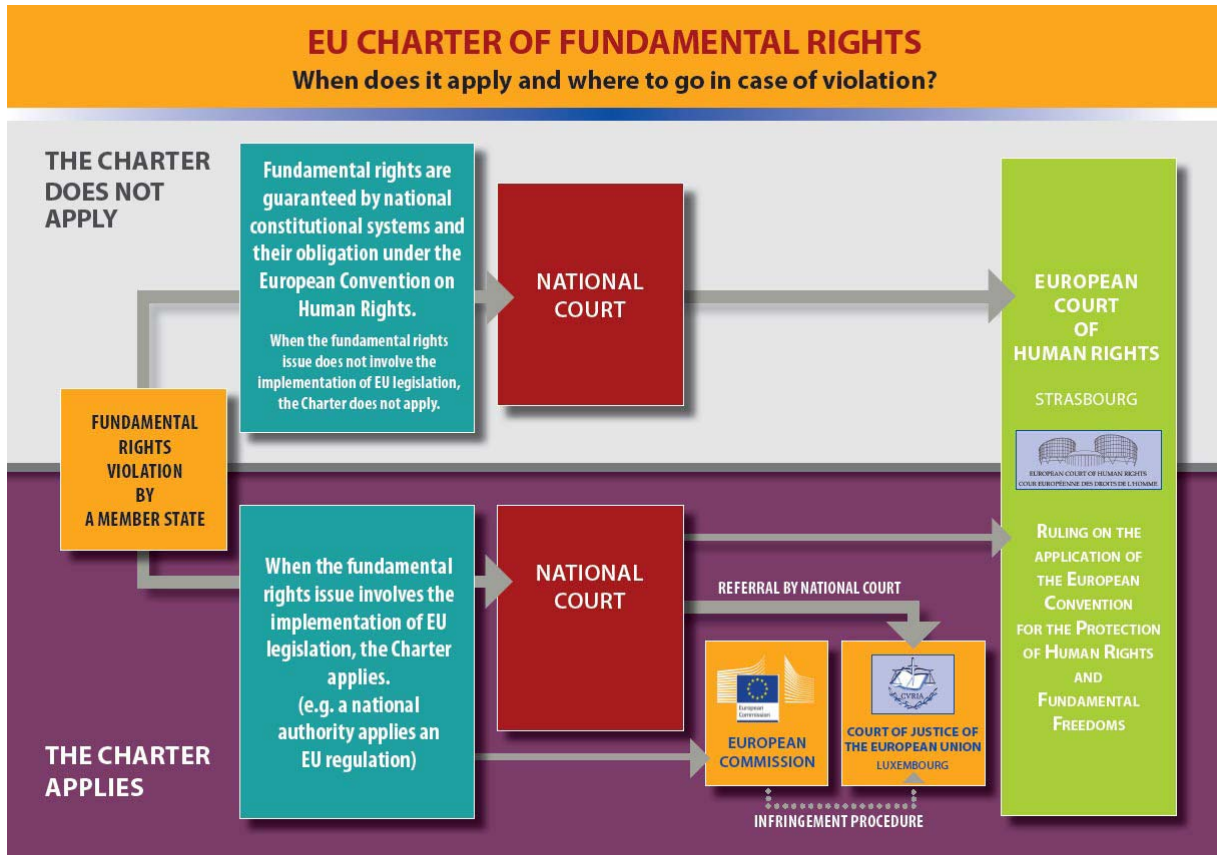 EU CHARTER OF FUNDAMENTAL RIGHTS
When does it apply and where to go in case of violation?
THE CHARTER
DOES NOT
APPLY
Fundamental rights are
guaranteed by national
constitutional systems and
their obligation under the
European Convention on
Human Rights.
When the fundamental rights
issue does not involve the
implementation of EU legislation,
the Charter does not apply.
NATIONAL
COURT
EUROPEAN
COURT
OF
HUMAN RIGHTS
STRASBOURG
EUROPEAN COURT OF HUMAN RIGHTS
COUR EUROPÉENNE DES DROITS DE L'HOMME
RULING ON THE
APPLICATION OF
THE EUROPEAN
CONVENTION
FOR THE PROTECTION
OF HUMAN RIGHTS
AND
FUNDAMENTAL
FREEDOMS
FUNDAMENTAL
RIGHTS
VIOLATION
BY
A MEMBER STATE
When the fundamental
rights issue involves the
implementation of EU
legislation, the Charter
applies.
(e.g. a national
authority applies an
EU regulation)
NATIONAL
COURT
REFERRAL BY NATIONAL COURT
European
Commission
EUROPEAN
COMMISSION
CVRIA
COURT OF JUSTICE OF
THE EUROPEAN UNION
LUXEMBOURG
INFRINGEMENT PROCEDURE
THE CHARTER
APPLIES